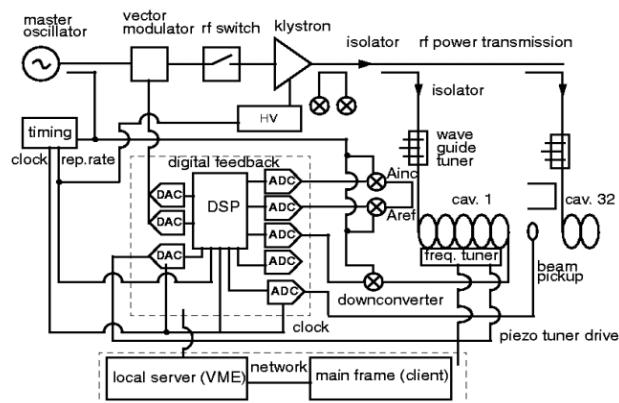 master
oscillator
vector
modulator
rf switch
klystron
isolator
rf power transmission
isolator
HV
timing
clock
rep.rate
wave
guide
tuner
digital feedback
DAC
DAC
DAC
DSP
ADC
ADC
ADC
ADC
ADC
Ainc
Aref
cav. 1
cav. 32
freq. tuner
beam
pickup
downconverter
clock
piezo tuner drive
network
local server (VME)
main frame (client)